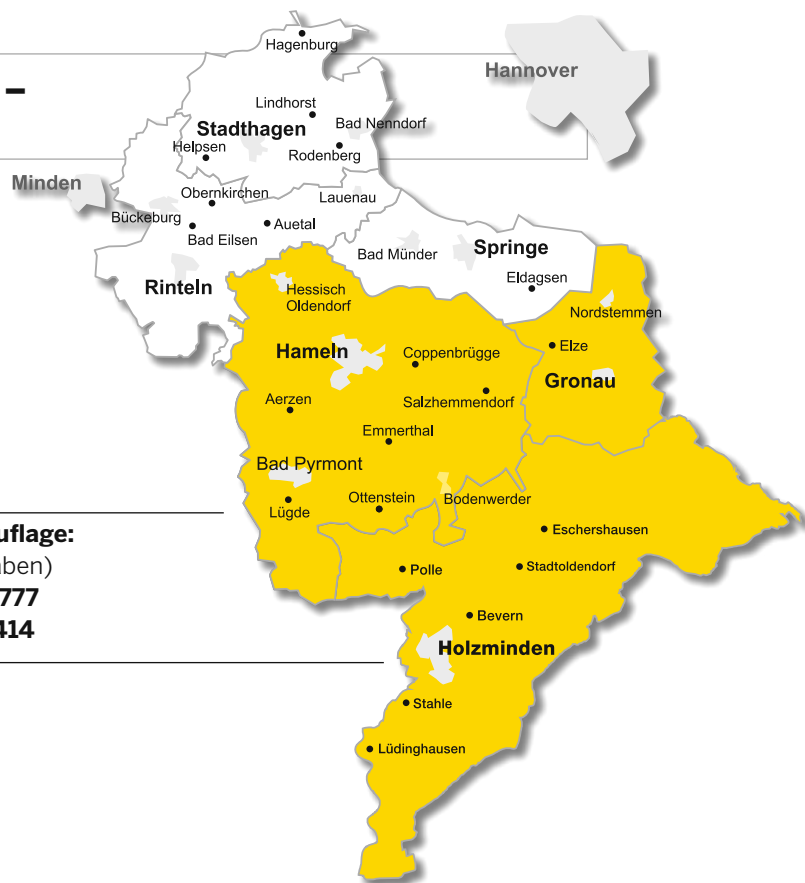 Hagenburg
–
Hannover
Lindhorst
Stadthagen
Bad Nenndorf
Helpsen
Rodenberg
Minden
Obernkirchen
Lauenau
Bückeburg
Auetal
Bad Eilsen
Bad Münder
Springe
Rinteln
Eldagsen
Hessisch
Oldendorf
Nordstemmen
Hameln
Coppenbrügge
Elze
Gronau
Aerzen
Salzhemmendorf
Emmerthal
Bad Pyrmont
Ottenstein
Bodenwerder
Lügde
Eschershausen
uflage:
aben)
Polle
Stadtoldendorf
777
414
Bevern
Holzminden
Stahle
Lüdinghausen